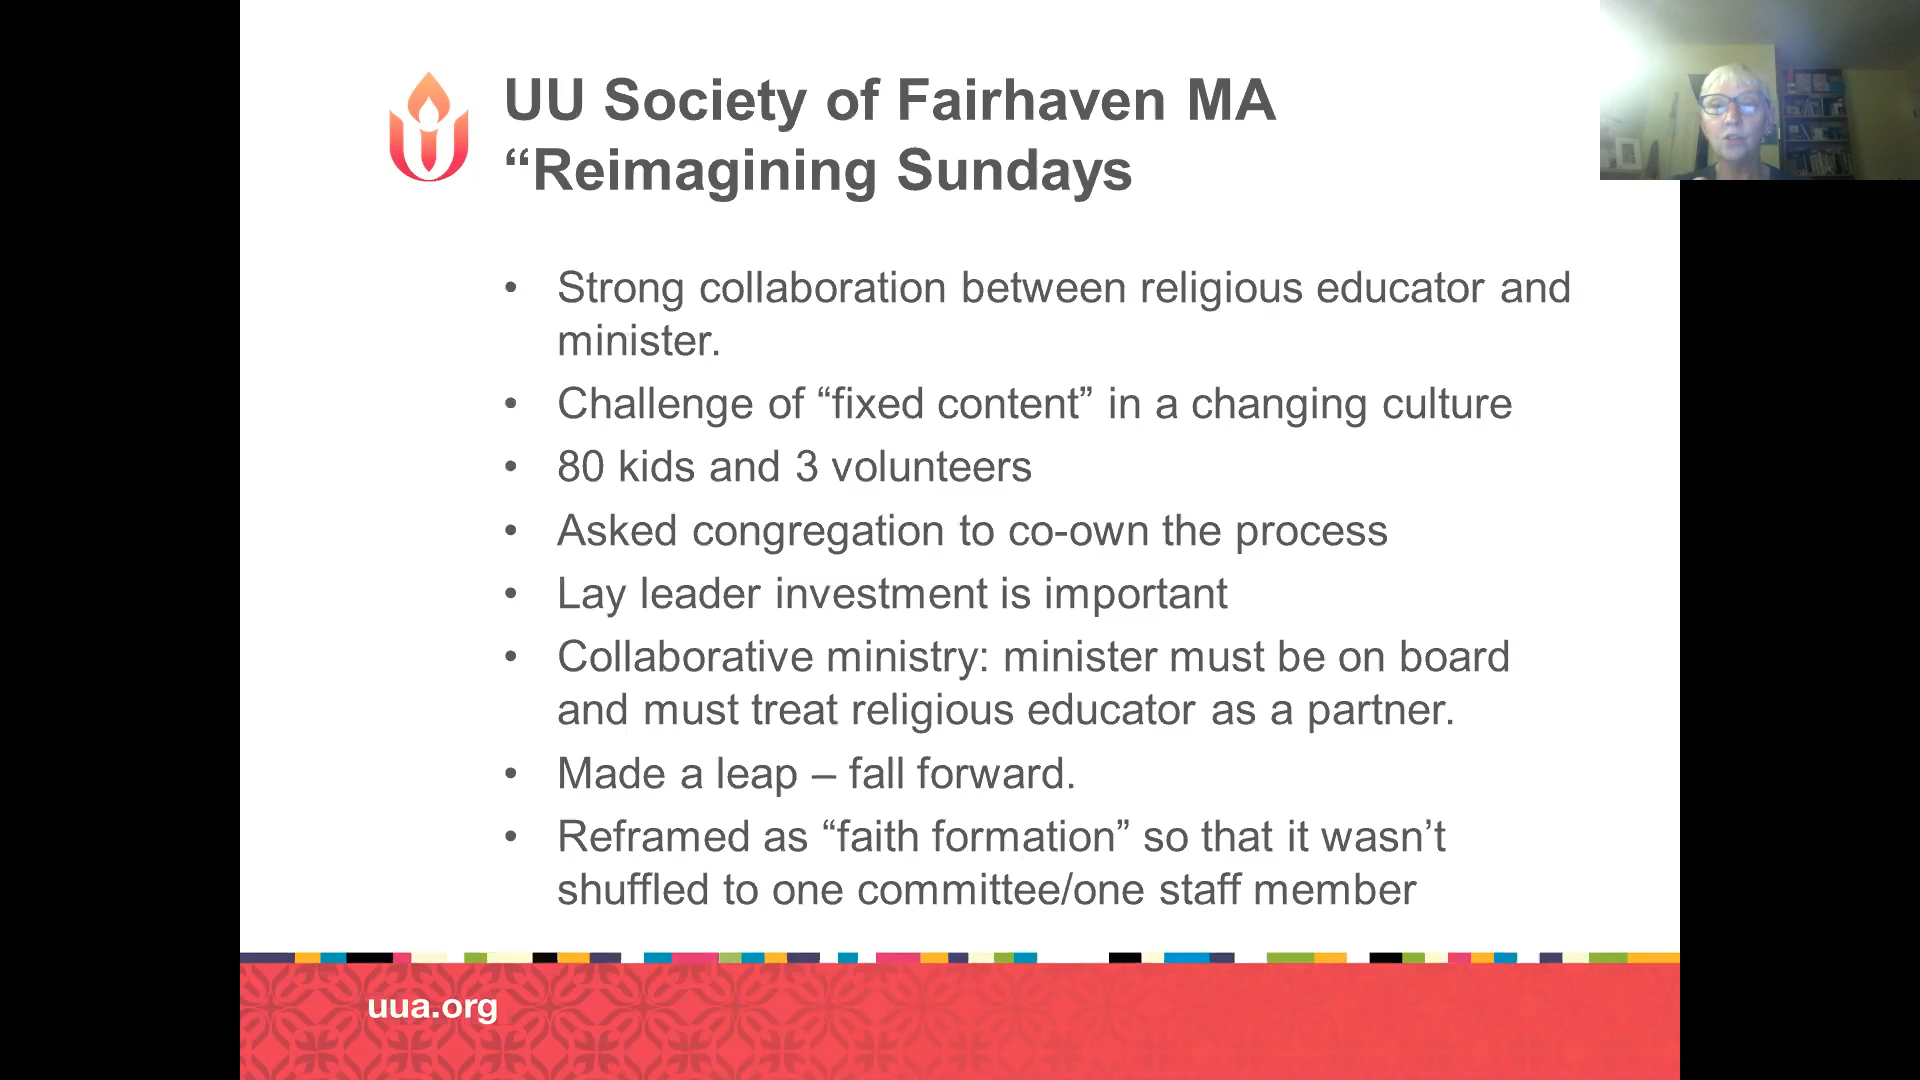 UU Society of Fairhaven MA
“Reimagining Sundays
• Strong collaboration between religious educator and
minister.
• Challenge of “fixed content” in a changing culture
• 80 kids and 3 volunteers
• Asked congregation to co-own the process
• Lay leader investment is important
• Collaborative ministry: minister must be on board
and must treat religious educator as a partner.
• Made a leap – fall forward.
• Reframed as “faith formation” so that it wasn’t
shuffled to one committee/one staff member
uua.org